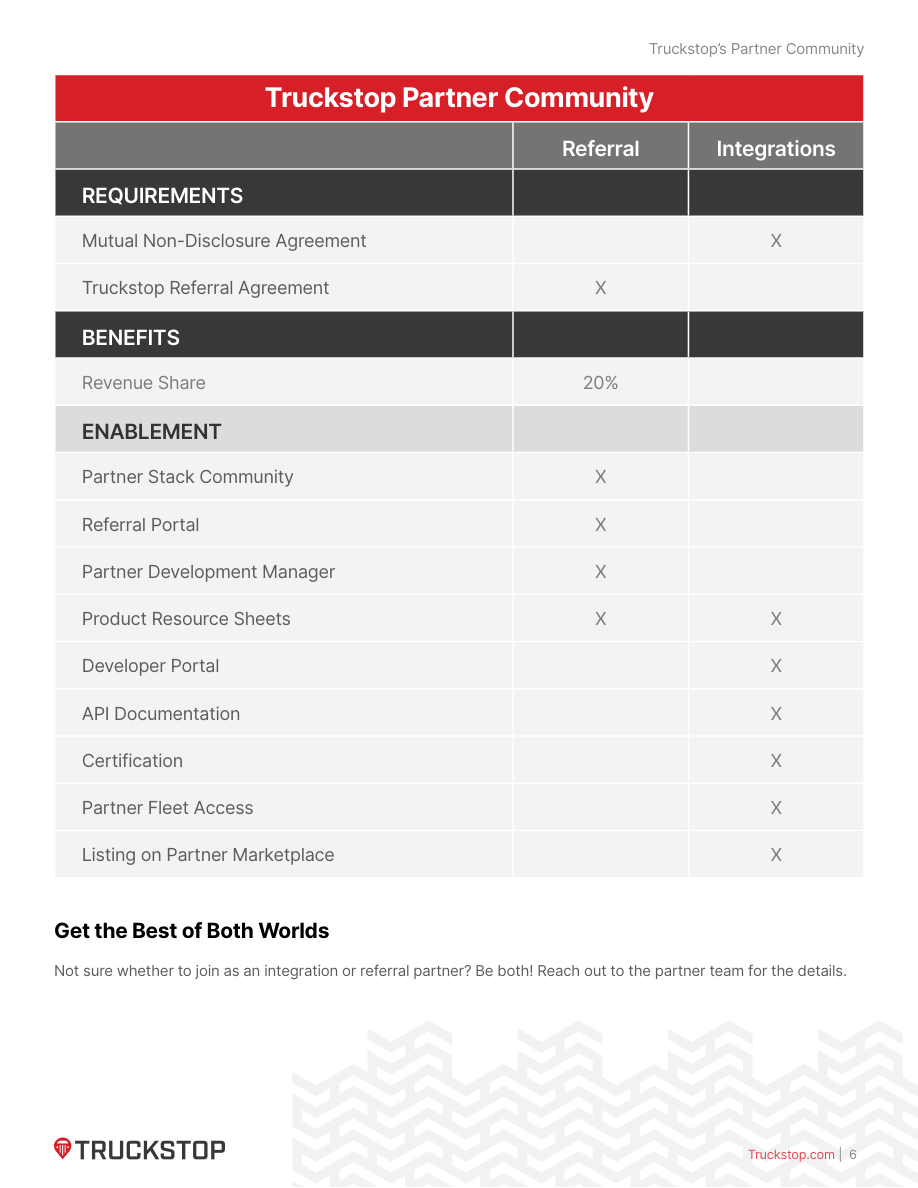 Truckstop’s Partner Community
Truckstop Partner Community
Referral Integrations
REQUIREMENTS
Mutual Non-Disclosure Agreement X
Truckstop Referral Agreement X
BENEFITS
Revenue Share 20%
ENABLEMENT
Partner Stack Community X
Referral Portal X
Partner Development Manager X
Product Resource Sheets X X
Developer Portal X
API Documentation X
Certification X
Partner Fleet Access X
Listing on Partner Marketplace X
Get the Best of Both Worlds
Not sure whether to join as an integration or referral partner? Be both! Reach out to the partner team for the details.
TRUCKSTOP
Truckstop.com | 6